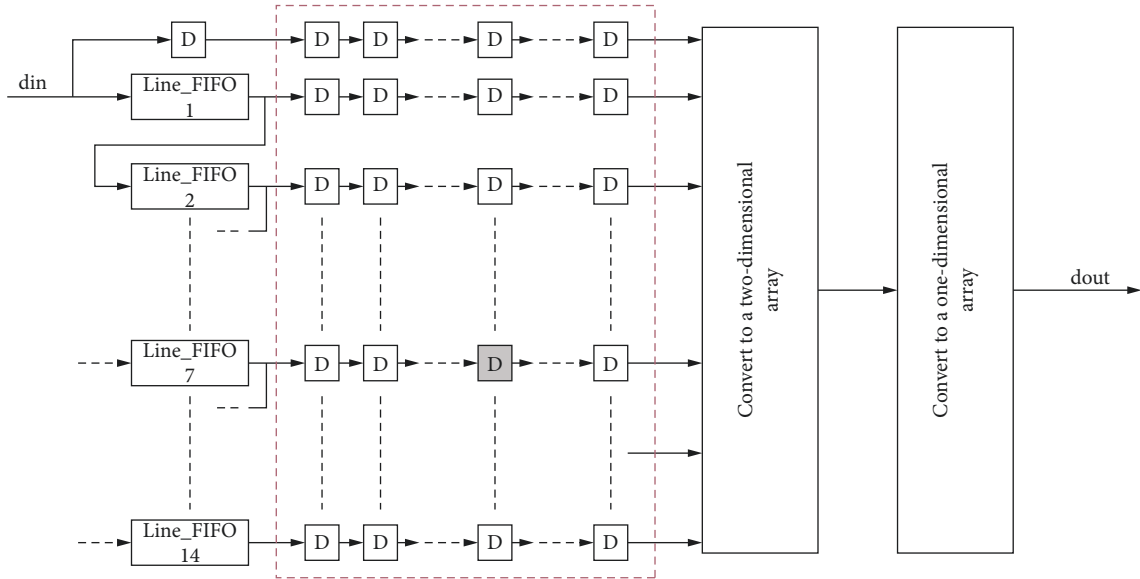 D
D D D D
din
Line_FIFO
1
D D D D
Line_FIFO
2
D D D D
Line_FIFO
7
D D D D
Line_FIFO
14
D D D D
Convert to a two-dimensional
array
Convert to a one-dimensional
array
dout